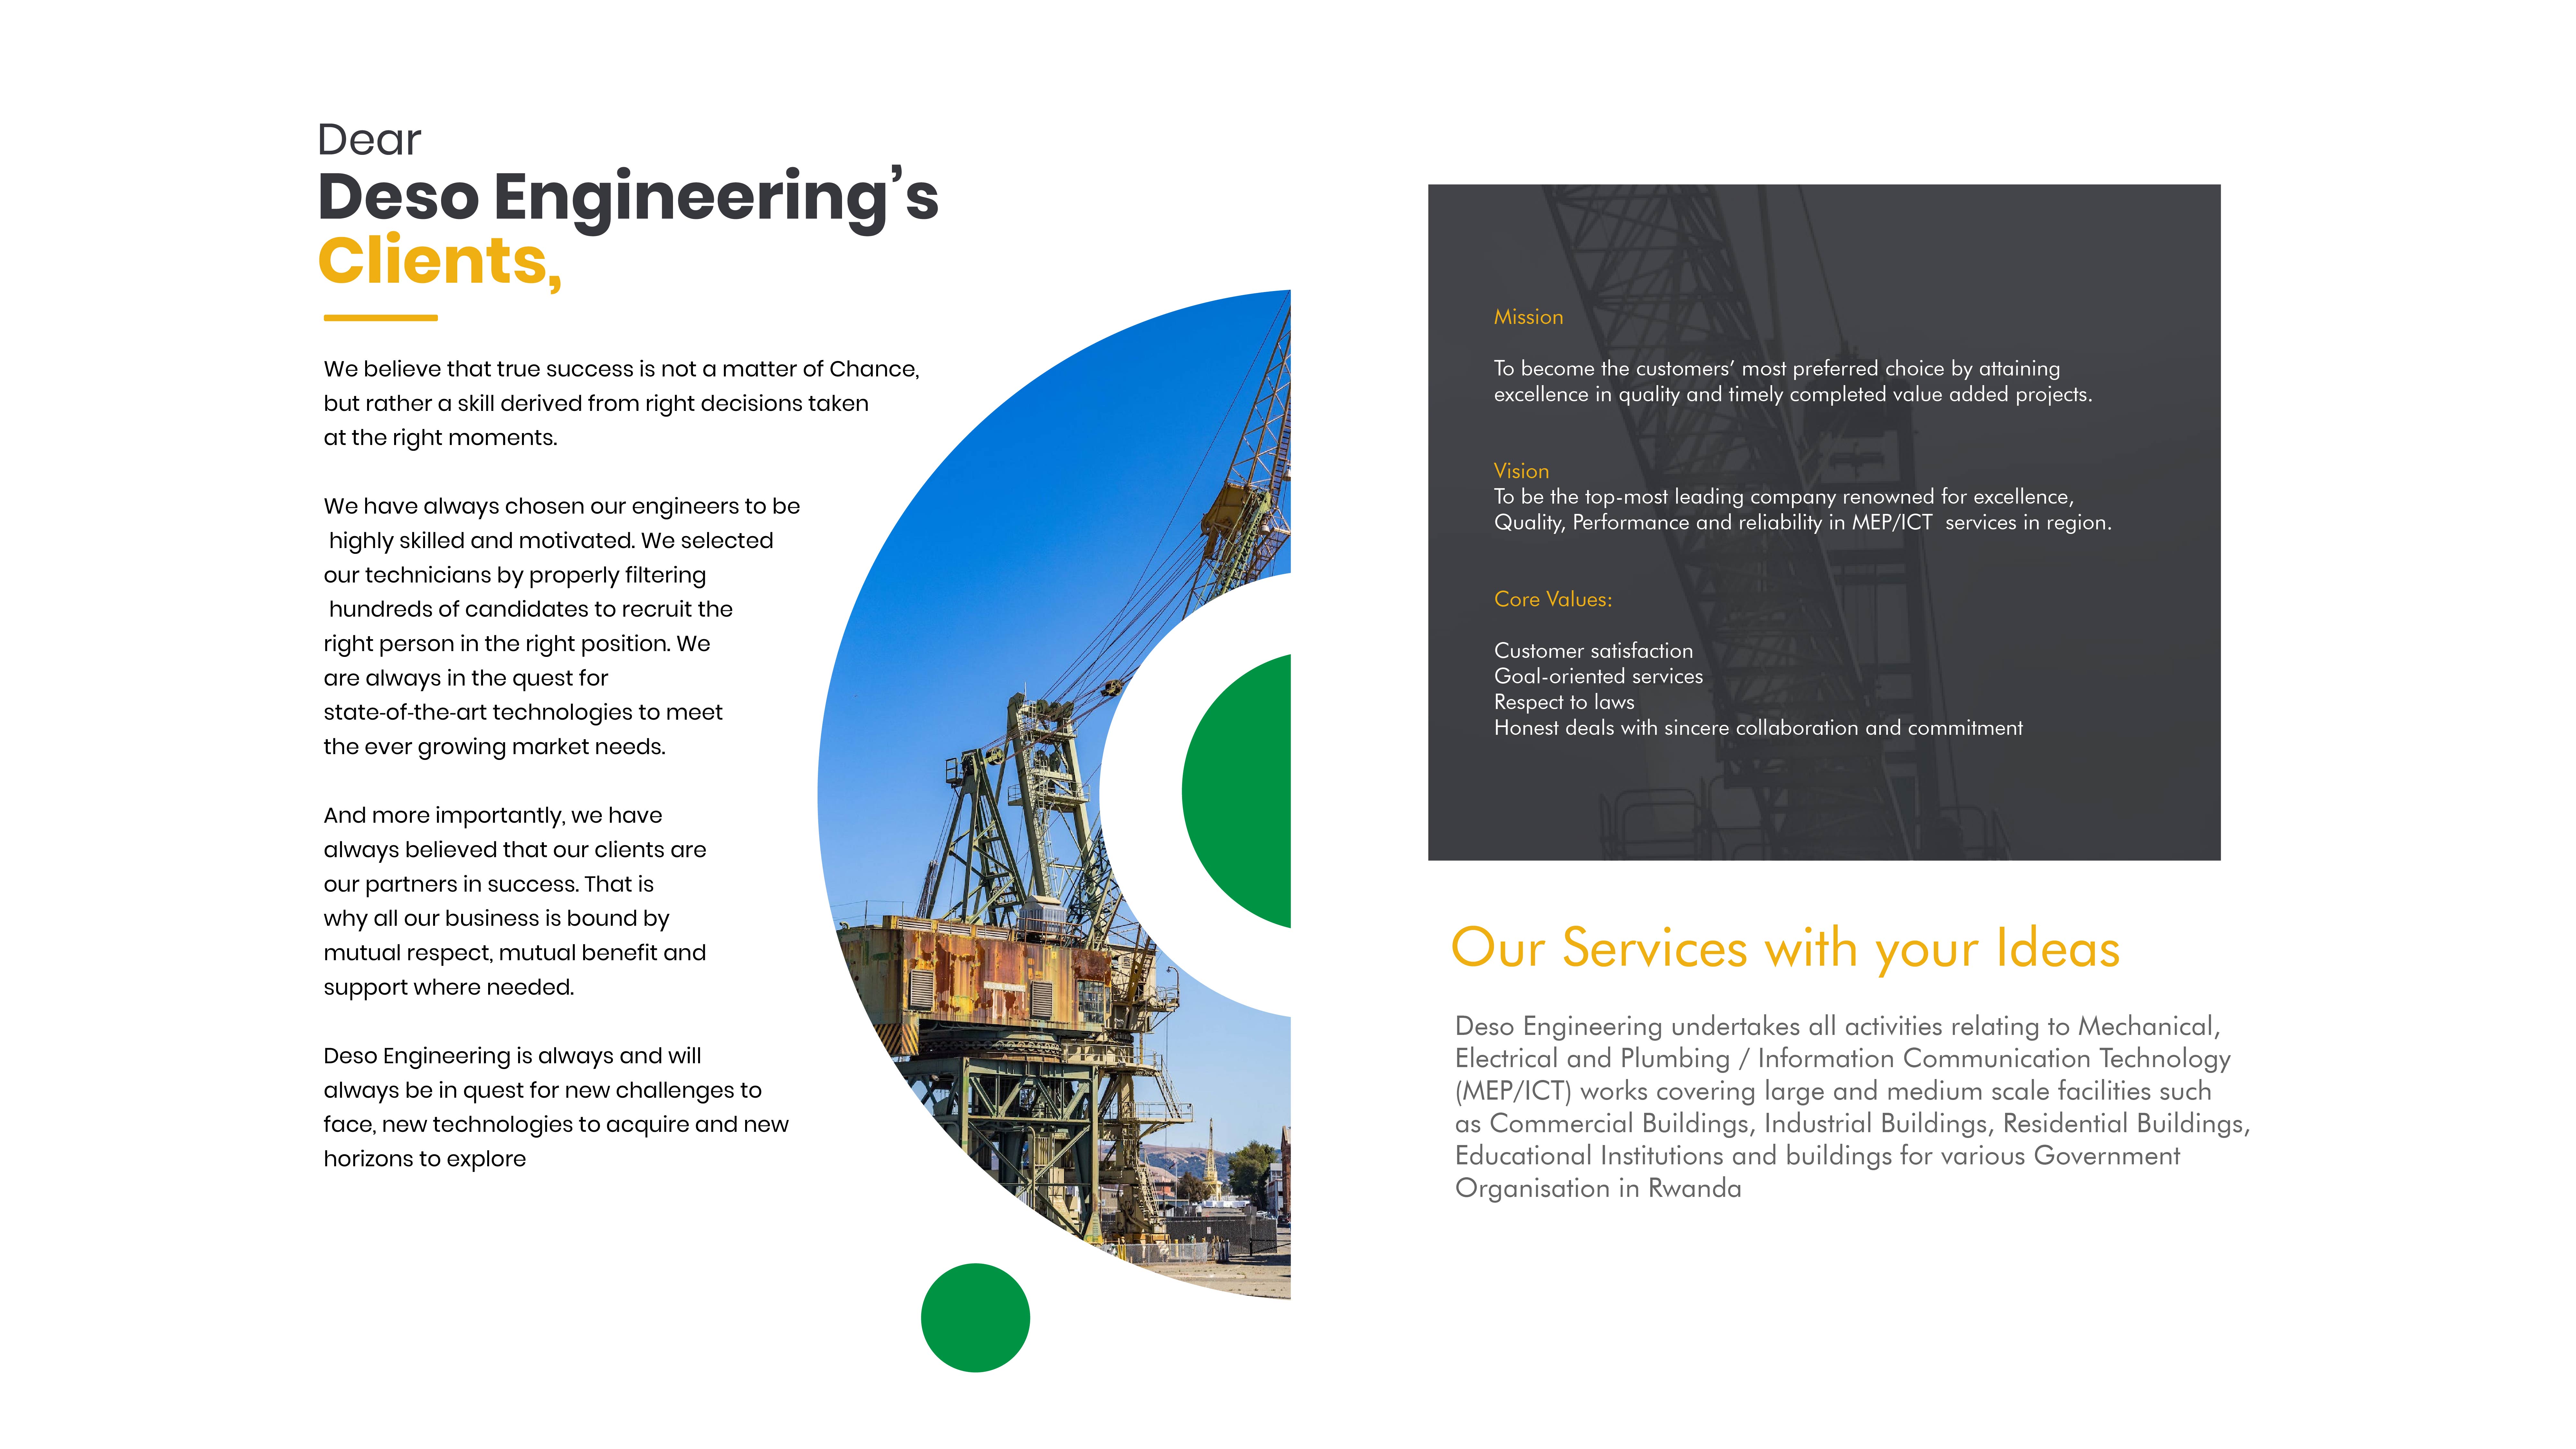 Dear
Deso Engineering’s
Clients,
We believe that true success is not a matter of Chance,
but rather a skill derived from right decisions taken
at the right moments.
We have always chosen our engineers to be
highly skilled and motivated. We selected
our technicians by properly filtering
hundreds of candidates to recruit the
right person in the right position. We
are always in the quest for
state-of-the-art technologies to meet
the ever growing market needs.
And more importantly, we have
always believed that our clients are
our partners in success. That is
why all our business is bound by
mutual respect, mutual benefit and
support where needed.
Deso Engineering is always and will
always be in quest for new challenges to
face, new technologies to acquire and new
horizons to explore
Mission
To become the customers’ most preferred choice by attaining
excellence in quality and timely completed value added projects.
Vision
To be the top-most leading company renowned for excellence,
Quality, Performance and reliability in MEP/ICT services in region.
Core Values:
Customer satisfaction
Goal-oriented services
Respect to laws
Honest deals with sincere collaboration and commitment
Our Services with your Ideas
Deso Engineering undertakes all activities relating to Mechanical,
Electrical and Plumbing / Information Communication Technology
(MEP/ICT) works covering large and medium scale facilities such
as Commercial Buildings, Industrial Buildings, Residential Buildings,
Educational Institutions and buildings for various Government
Organisation in Rwanda